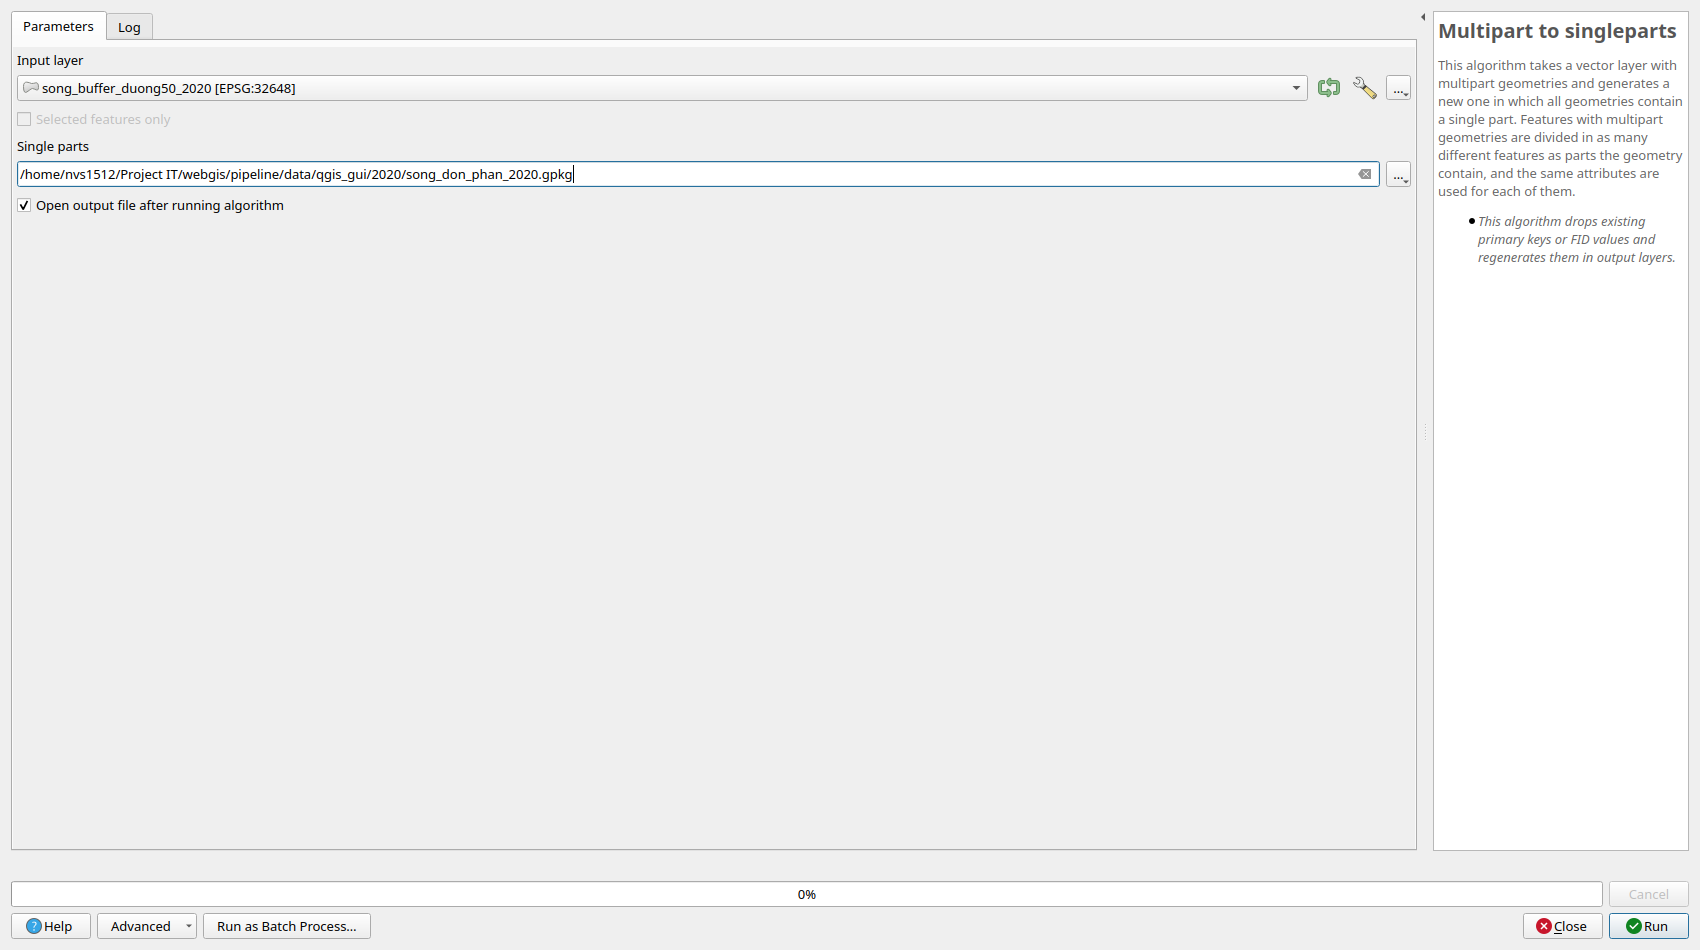 Parameters
Log
Input layer
song_buffer_duong50_2020 [EPSG:32648]
...
Selected features only
Single parts
/home/nvs1512/Project IT/webgis/pipeline/data/qgis_gui/2020/song_don_phan_2020.gpkg
...
Open output file after running algorithm
Multipart to singleparts
This algorithm takes a vector layer with
multipart geometries and generates a
new one in which all geometries contain
a single part. Features with multipart
geometries are divided in as many
different features as parts the geometry
contain, and the same attributes are
used for each of them.
This algorithm drops existing
primary keys or FID values and
regenerates them in output layers.
0%
Cancel
Help
Advanced
Run as Batch Process...
Close
Run